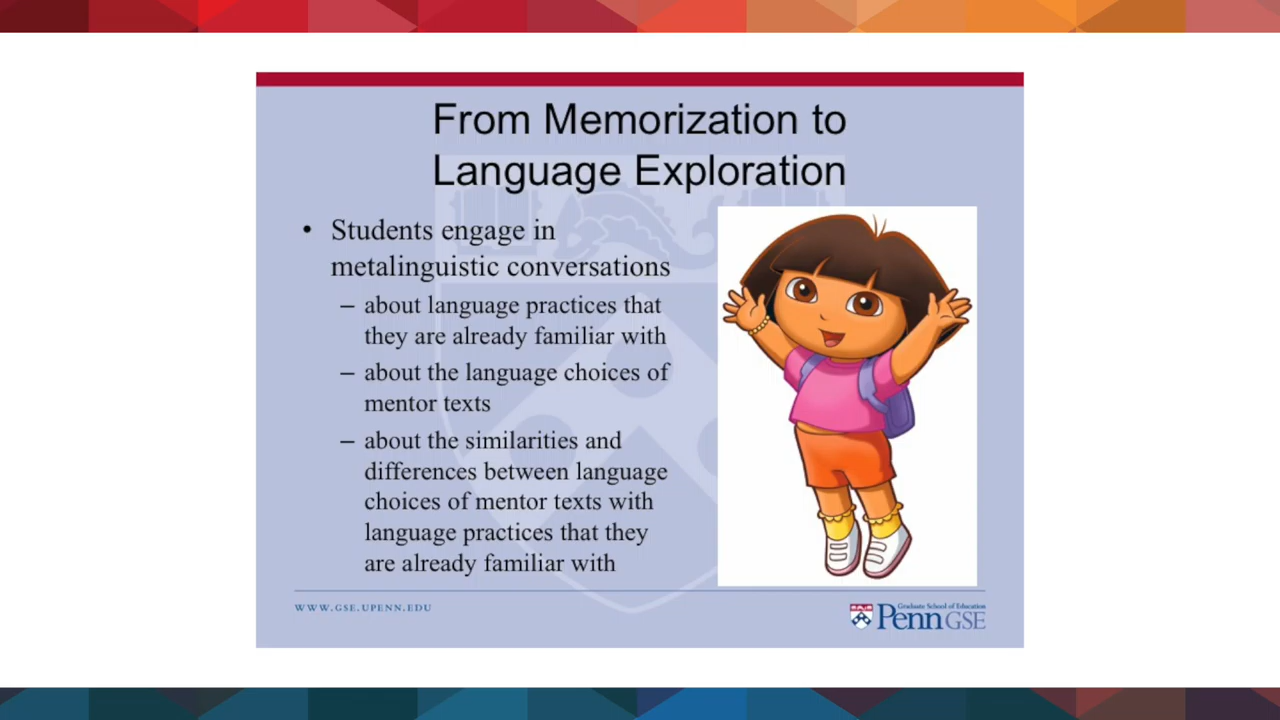 From Memorization to
Language Exploration
• Students engage in
metalinguistic conversations
– about language practices that
they are already familiar with
– about the language choices of
mentor texts
– about the similarities and
differences between language
choices of mentor texts with
language practices that they
are already familiar with
WWW.GSE.UPENN.EDU
Graduate School of Education
Penn GSE